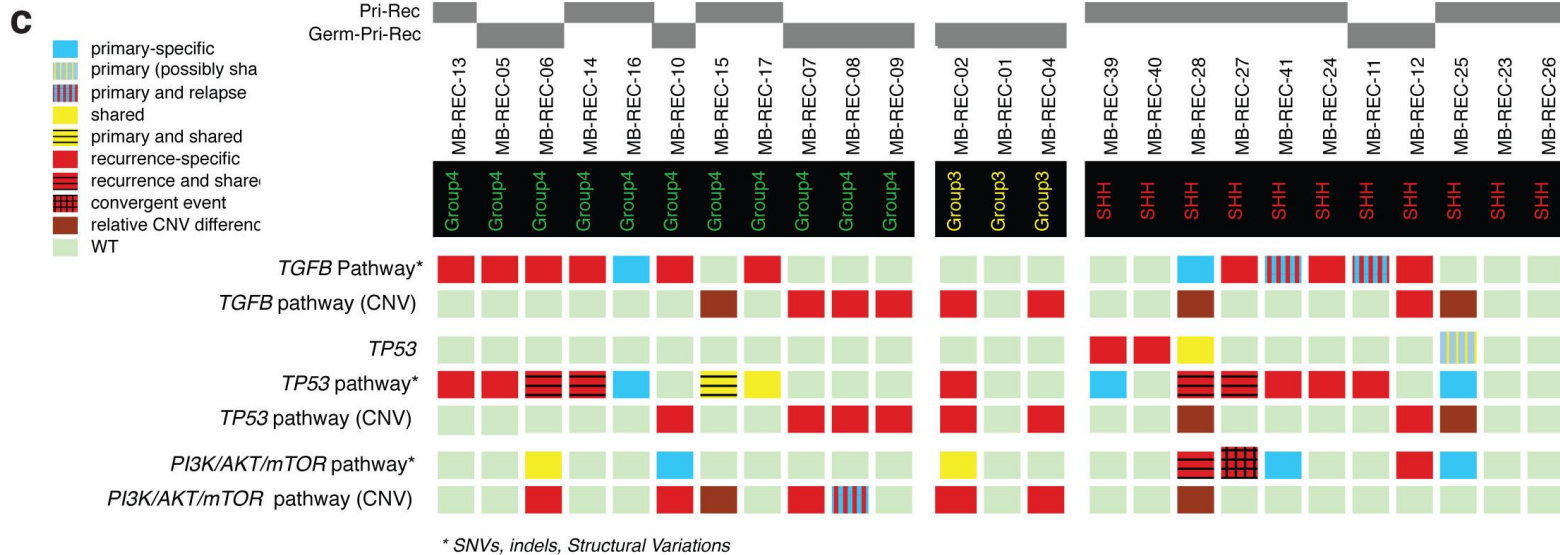 c
Pri-Rec
Germ-Pri-Rec
primary-specific
primary (possibly sha
primary and relapse
shared
primary and shared
recurrence-specific
recurrence and share
convergent event
relative CNV differenc
WT
MB-REC-13
MB-REC-05
MB-REC-06
MB-REC-14
MB-REC-16
MB-REC-10
MB-REC-15
MB-REC-17
MB-REC-07
MB-REC-08
MB-REC-09
MB-REC-02
MB-REC-01
MB-REC-04
MB-REC-39
MB-REC-40
MB-REC-28
MB-REC-27
MB-REC-41
MB-REC-24
MB-REC-11
MB-REC-12
MB-REC-25
MB-REC-23
MB-REC-26
Group4
Group4
Group4
Group4
Group4
Group4
Group4
Group4
Group4
Group4
Group4
Group3
Group3
Group3
SHH
SHH
SHH
SHH
SHH
SHH
SHH
SHH
SHH
SHH
SHH
TGFB Pathway*
TGFB pathway (CNV)
TP53
TP53 pathway*
TP53 pathway (CNV)
PI3K/AKT/mTOR pathway*
PI3K/AKT/mTOR pathway (CNV)
* SNVs, indels, Structural Variations